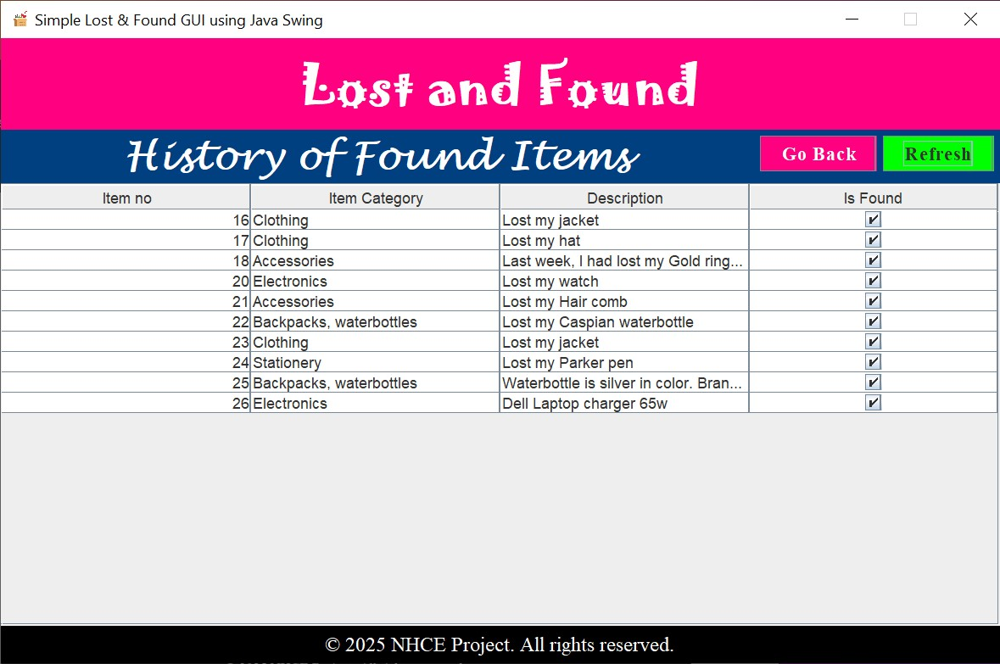 Simple Lost & Found GUI using Java Swing
Lost and Found
History of Found Items Go Back Refresh
Item no Item Category Description Is Found
16 Clothing Lost my jacket
17 Clothing Lost my hat
18 Accessories Last week, I had lost my Gold ring...
20 Electronics Lost my watch
21 Accessories Lost my Hair comb
22 Backpacks, waterbottles Lost my Caspian waterbottle
23 Clothing Lost my jacket
24 Stationery Lost my Parker pen
25 Backpacks, waterbottles Waterbottle is silver in color. Bran...
26 Electronics Dell Laptop charger 65w
© 2025 NHCE Project. All rights reserved.